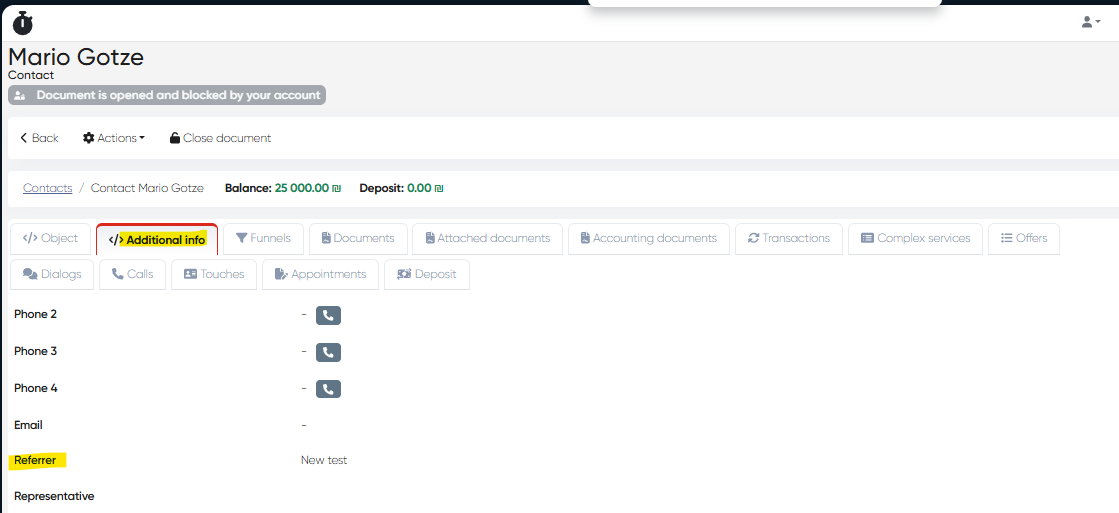 Mario Gotze
Contact
Document is opened and blocked by your account
Back Actions Close document
Contacts / Contact Mario Gotze Balance: 25 000.00 ₪ Deposit: 0.00 ₪
</> Object </> Additional info Funnels Documents Attached documents Accounting documents Transactions Complex services Offers
Dialogs Calls Touches Appointments Deposit
Phone 2 -
Phone 3 -
Phone 4 -
Email -
Referrer New test
Representative